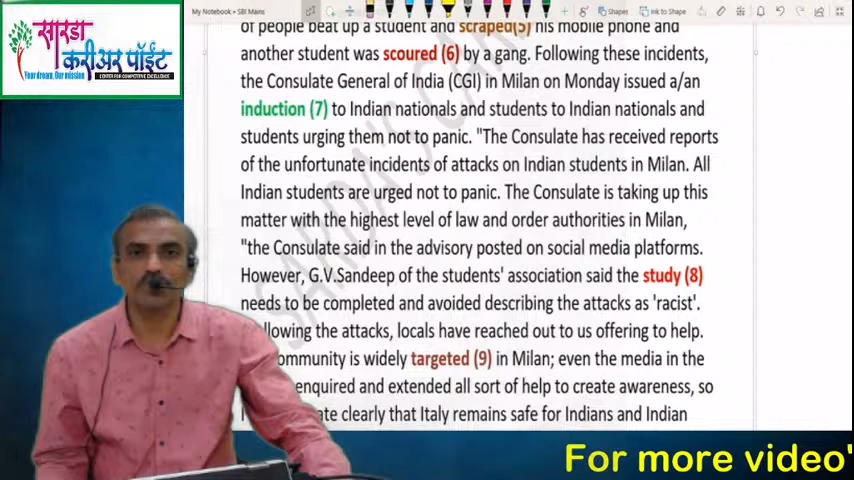 My Notebook » SBI Mains
Shapes
Ink to Shape
सारडा
करीअर पॉईंट
Your dream, Our mission
CENTER FOR COMPETITIVE EXCELLENCE
of people beat up a student and scraped(5) his mobile phone and
another student was scoured (6) by a gang. Following these incidents,
the Consulate General of India (CGI) in Milan on Monday issued a/an
induction (7) to Indian nationals and students to Indian nationals and
students urging them not to panic. "The Consulate has received reports
of the unfortunate incidents of attacks on Indian students in Milan. All
Indian students are urged not to panic. The Consulate is taking up this
matter with the highest level of law and order authorities in Milan,
"the Consulate said in the advisory posted on social media platforms.
However, G.V.Sandeep of the students' association said the study (8)
needs to be completed and avoided describing the attacks as 'racist'.
llowing the attacks, locals have reached out to us offering to help.
ommunity is widely targeted (9) in Milan; even the media in the
enquired and extended all sort of help to create awareness, so
ate clearly that Italy remains safe for Indians and Indian
For more video'